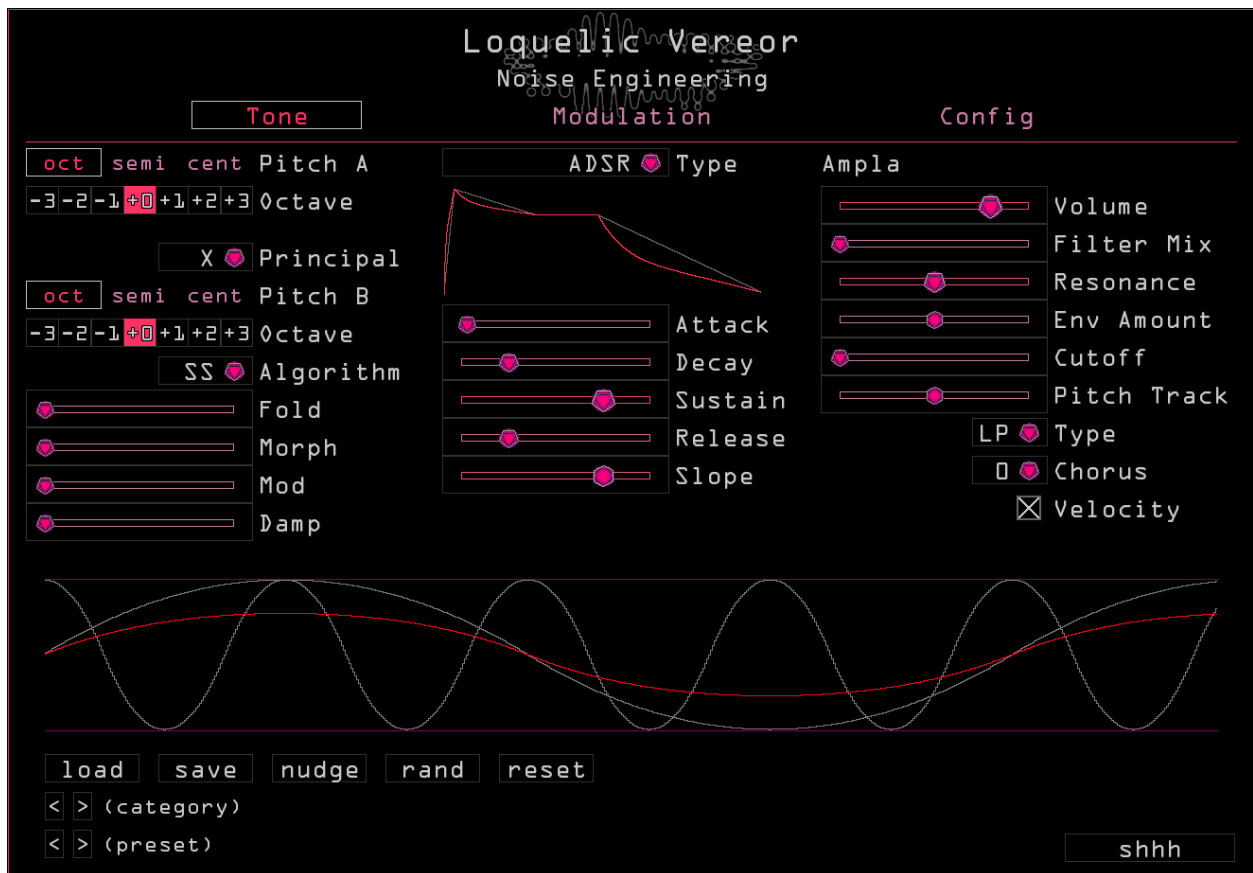 Loquelic Vereor
Noise Engineering
Tone Modulation Config
oct semi cent Pitch A
-3 -2 -1 +0 +1 +2 +3 Octave
X Principal
oct semi cent Pitch B
-3 -2 -1 +0 +1 +2 +3 Octave
SS Algorithm
Fold
Morph
Mod
Damp
ADSR Type
Attack
Decay
Sustain
Release
Slope
Ampla
Volume
Filter Mix
Resonance
Env Amount
Cutoff
Pitch Track
LP Type
0 Chorus
Velocity
load save nudge rand reset
< > (category)
< > (preset)
shhh